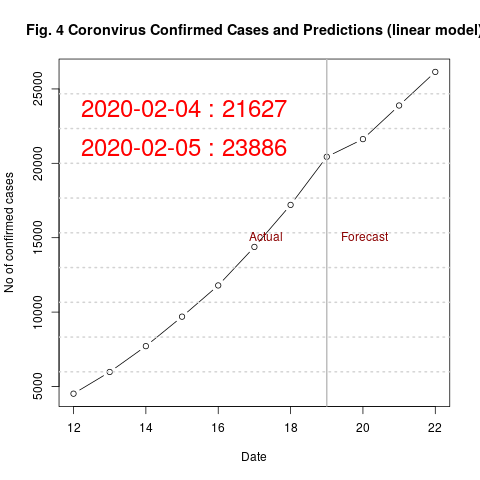 Fig. 4 Coronvirus Confirmed Cases and Predictions (linear model)
2020-02-04 : 21627
2020-02-05 : 23886
Actual
Forecast
No of confirmed cases
25000
20000
15000
10000
5000
12 14 16 18 20 22
Date